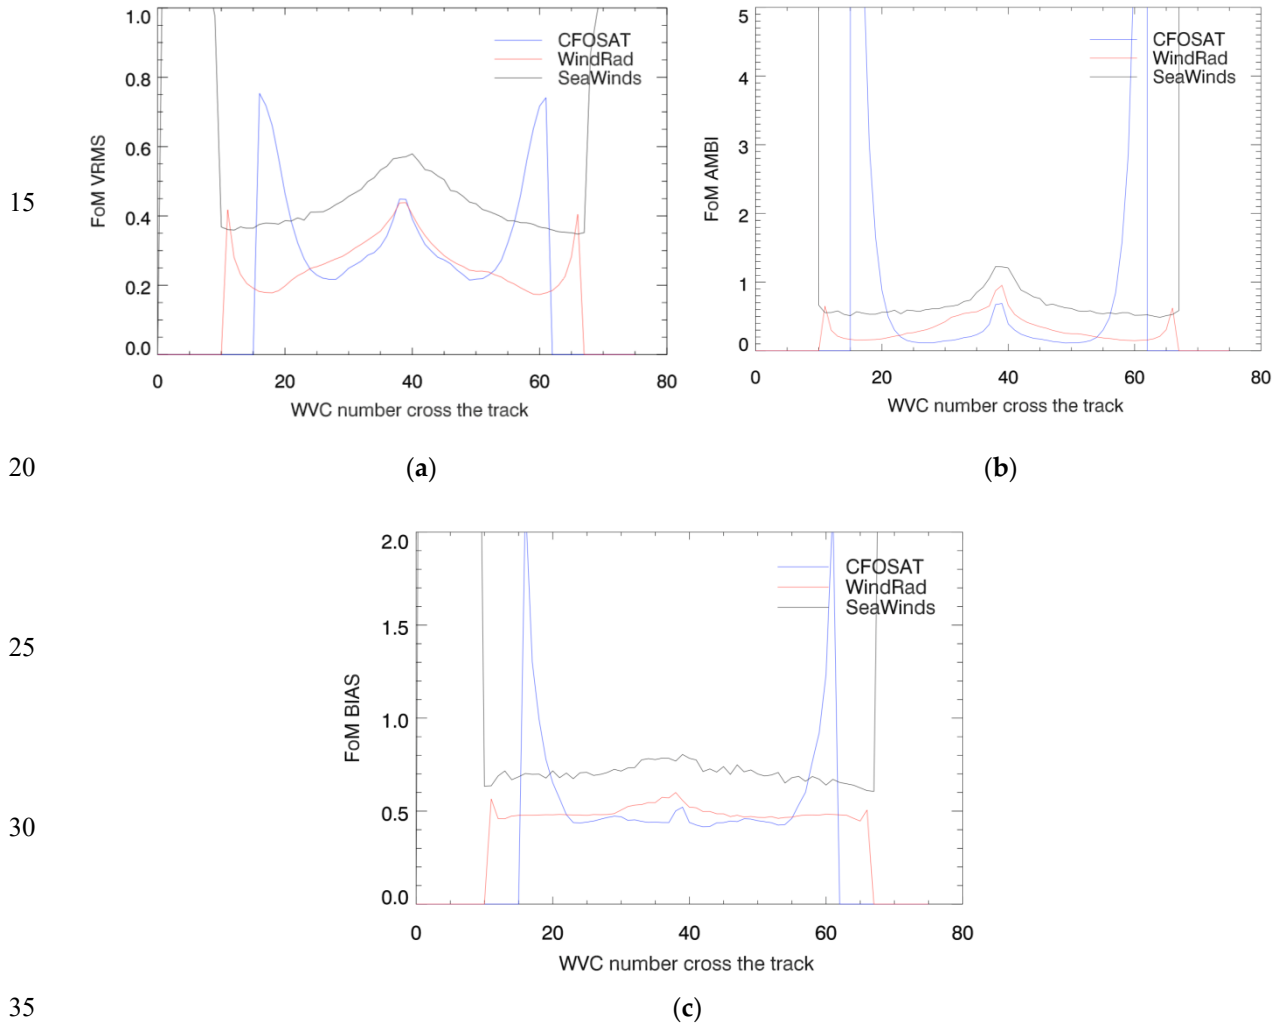 1.0
0.8
0.6
0.4
0.2
0.0
FoM VRMS
CFOSAT
WindRad
SeaWinds
0 20 40 60 80
WVC number cross the track
(a)
5
4
3
2
1
0
FoM AMBI
CFOSAT
WindRad
SeaWinds
0 20 40 60 80
WVC number cross the track
(b)
15
20
2.0
1.5
1.0
0.5
0.0
FoM BIAS
CFOSAT
WindRad
SeaWinds
0 20 40 60 80
WVC number cross the track
(c)
25
30
35